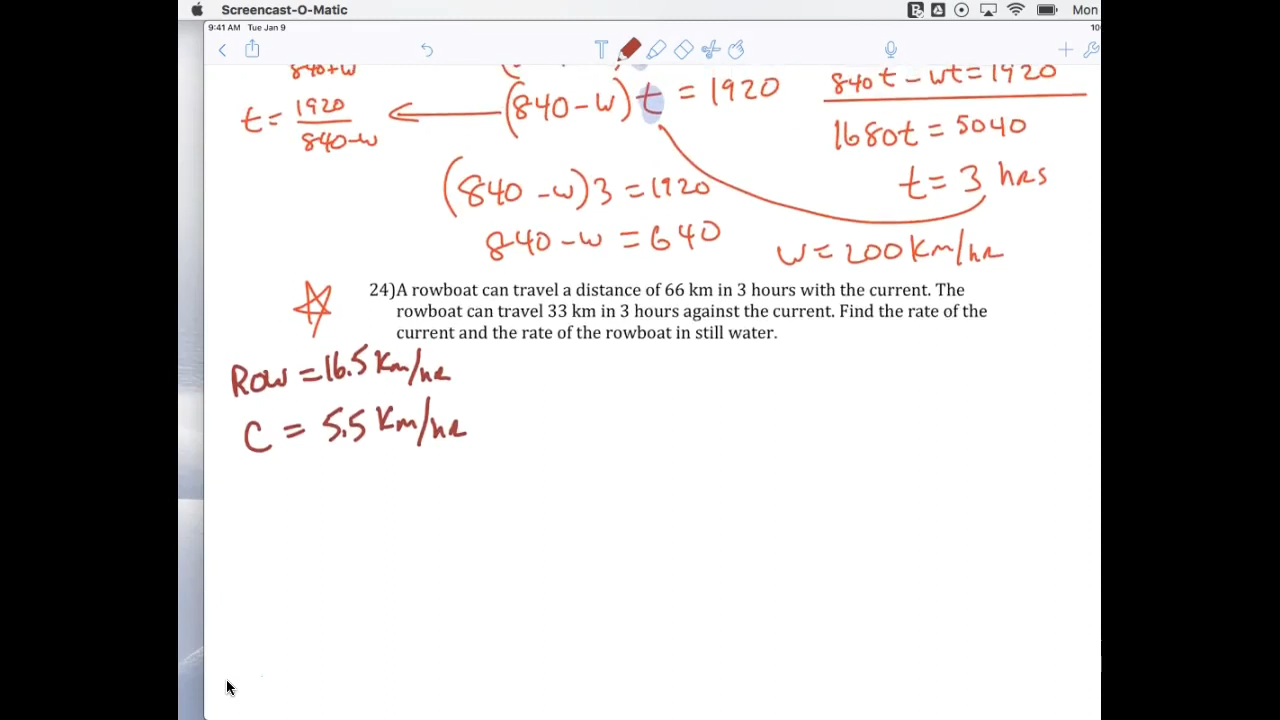 Screencast-O-Matic
Mon
9:41 AM Tue Jan 9
10
840+w
t = 1920/840-w
(840-w)t = 1920
840t - wt = 1920
1680t = 5040
t = 3 hrs
(840-w)3 = 1920
840-w = 640
w = 200 Km/hr
24)A rowboat can travel a distance of 66 km in 3 hours with the current. The
rowboat can travel 33 km in 3 hours against the current. Find the rate of the
current and the rate of the rowboat in still water.
Row = 16.5 Km/hr
C = 5.5 Km/hr